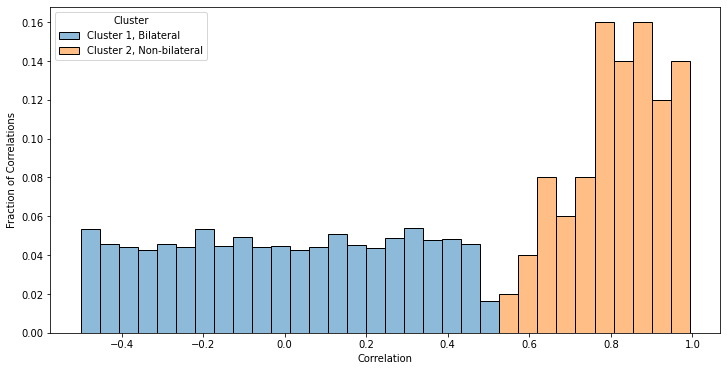 Cluster
Cluster 1, Bilateral
Cluster 2, Non-bilateral
Fraction of Correlations
0.16
0.14
0.12
0.10
0.08
0.06
0.04
0.02
0.00
−0.4 −0.2 0.0 0.2 0.4 0.6 0.8 1.0
Correlation